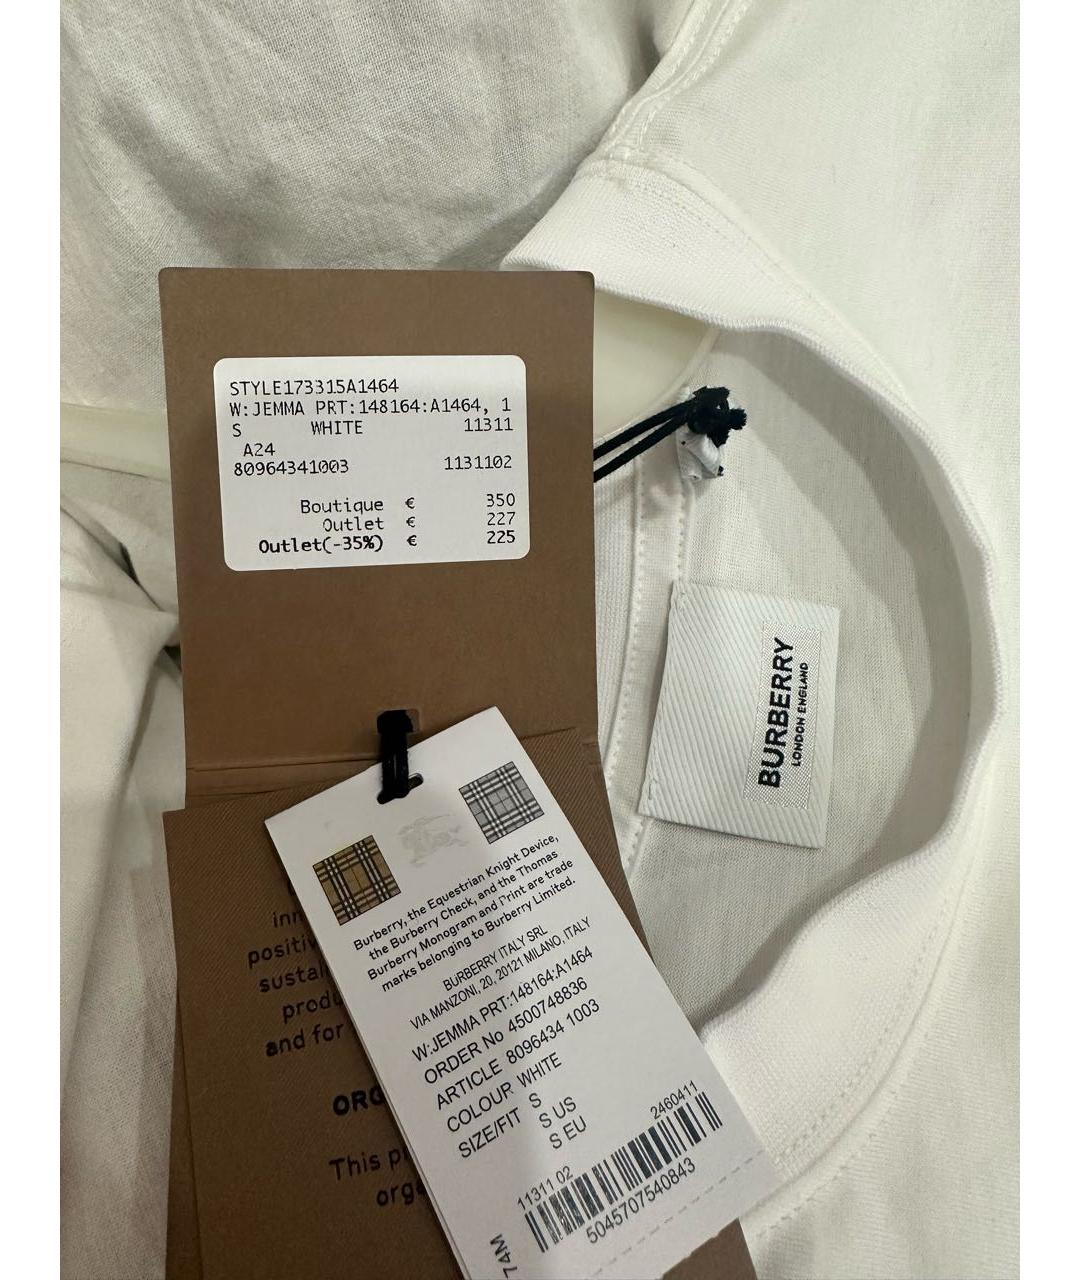 STYLE173315A1464
W:JEMMA PRT:148164:A1464, 1
S WHITE 11311
A24
80964341003 1131102
Boutique € 350
Outlet € 227
Outlet(-35%) € 225
BURBERRY
LONDON ENGLAND
Burberry, the Equestrian Knight Device,
the Burberry Check, and the Thomas
Burberry Monogram and Print are trade
marks belonging to Burberry Limited.
BURBERRY ITALY SRL
VIA MANZONI, 20, 20121 MILANO, ITALY
W:JEMMA PRT:148164:A1464
ORDER No 4500748836
ARTICLE 8096434 1003
COLOUR WHITE
SIZE/FIT S
S US
S EU
11311 02 2460411
5045707540843
74M
inn
positiv
sustai
produ
and for
ORG
This p
orga